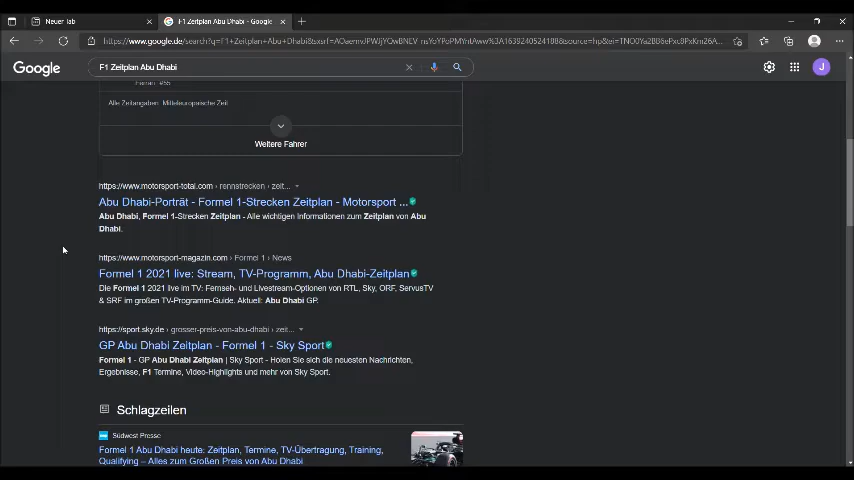 Neuer Tab
F1 Zeitplan Abu Dhabi - Google
Google
F1 Zeitplan Abu Dhabi
J
Ferrari #55
Alle Zeitangaben: Mitteleuropäische Zeit
Weitere Fahrer
https://www.motorsport-total.com › rennstrecken › zeit...
Abu Dhabi-Porträt - Formel 1-Strecken Zeitplan - Motorsport ...
Abu Dhabi, Formel 1-Strecken Zeitplan - Alle wichtigen Informationen zum Zeitplan von Abu
Dhabi.
https://www.motorsport-magazin.com › Formel 1 › News
Formel 1 2021 live: Stream, TV-Programm, Abu Dhabi-Zeitplan
Die Formel 1 2021 live im TV: Fernseh- und Livestream-Optionen von RTL, Sky, ORF, ServusTV
& SRF im großen TV-Programm-Guide. Aktuell: Abu Dhabi GP.
https://sport.sky.de › grosser-preis-von-abu-dhabi › zeit...
GP Abu Dhabi Zeitplan - Formel 1 - Sky Sport
Formel 1 - GP Abu Dhabi Zeitplan | Sky Sport - Holen Sie sich die neuesten Nachrichten,
Ergebnisse, F1 Termine, Video-Highlights und mehr von Sky Sport.
Schlagzeilen
Südwest Presse
Formel 1 Abu Dhabi heute: Zeitplan, Termine, TV-Übertragung, Training,
Qualifying – Alles zum Großen Preis von Abu Dhabi